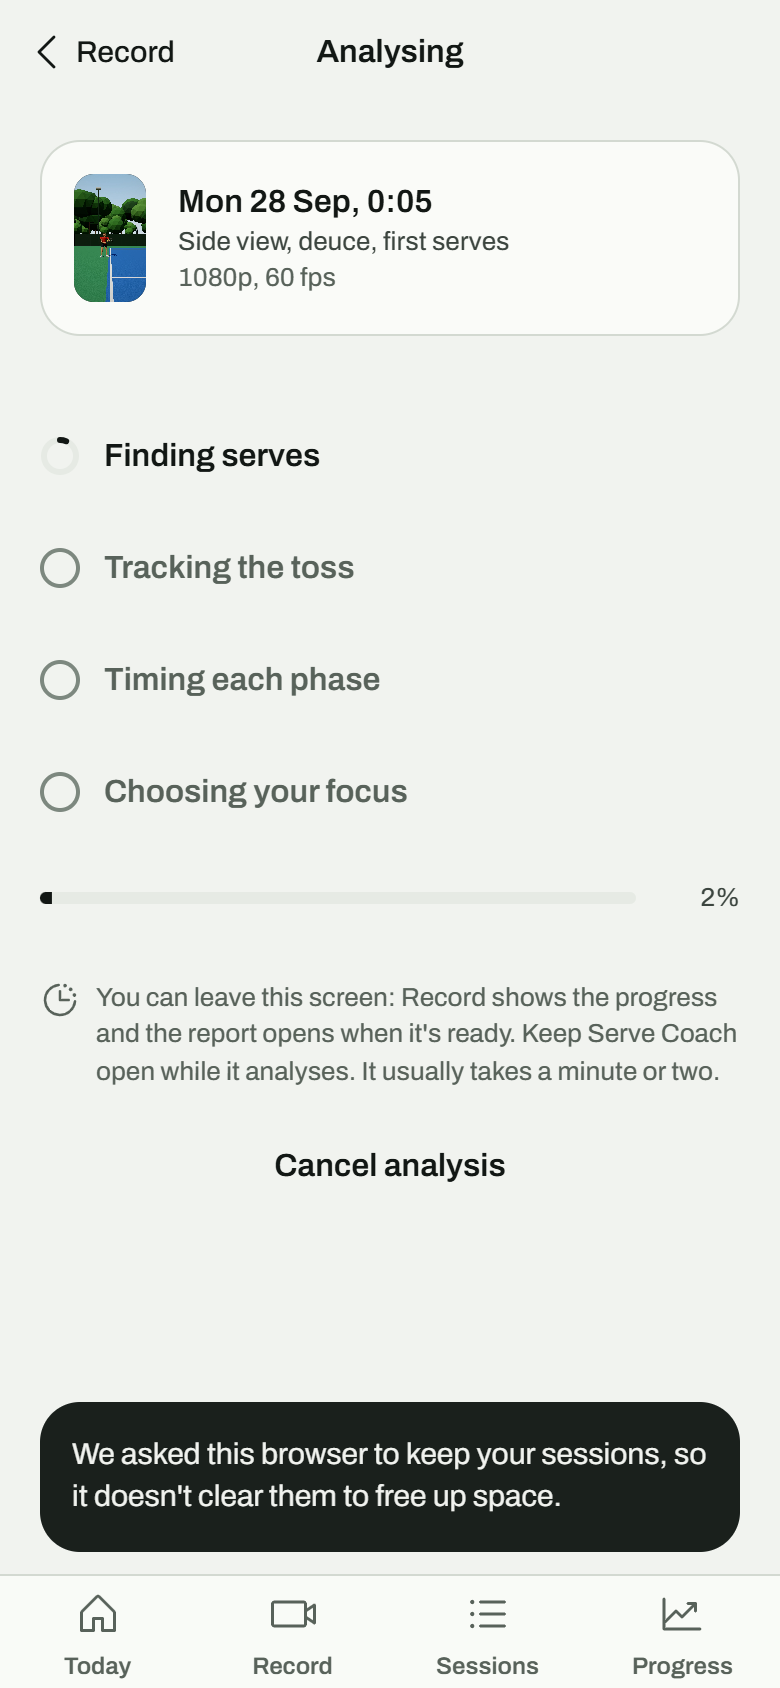 Record
Analysing
Mon 28 Sep, 0:05
Side view, deuce, first serves
1080p, 60 fps
Finding serves
Tracking the toss
Timing each phase
Choosing your focus
2%
You can leave this screen: Record shows the progress
and the report opens when it's ready. Keep Serve Coach
open while it analyses. It usually takes a minute or two.
Cancel analysis
We asked this browser to keep your sessions, so
it doesn't clear them to free up space.
Today
Record
Sessions
Progress